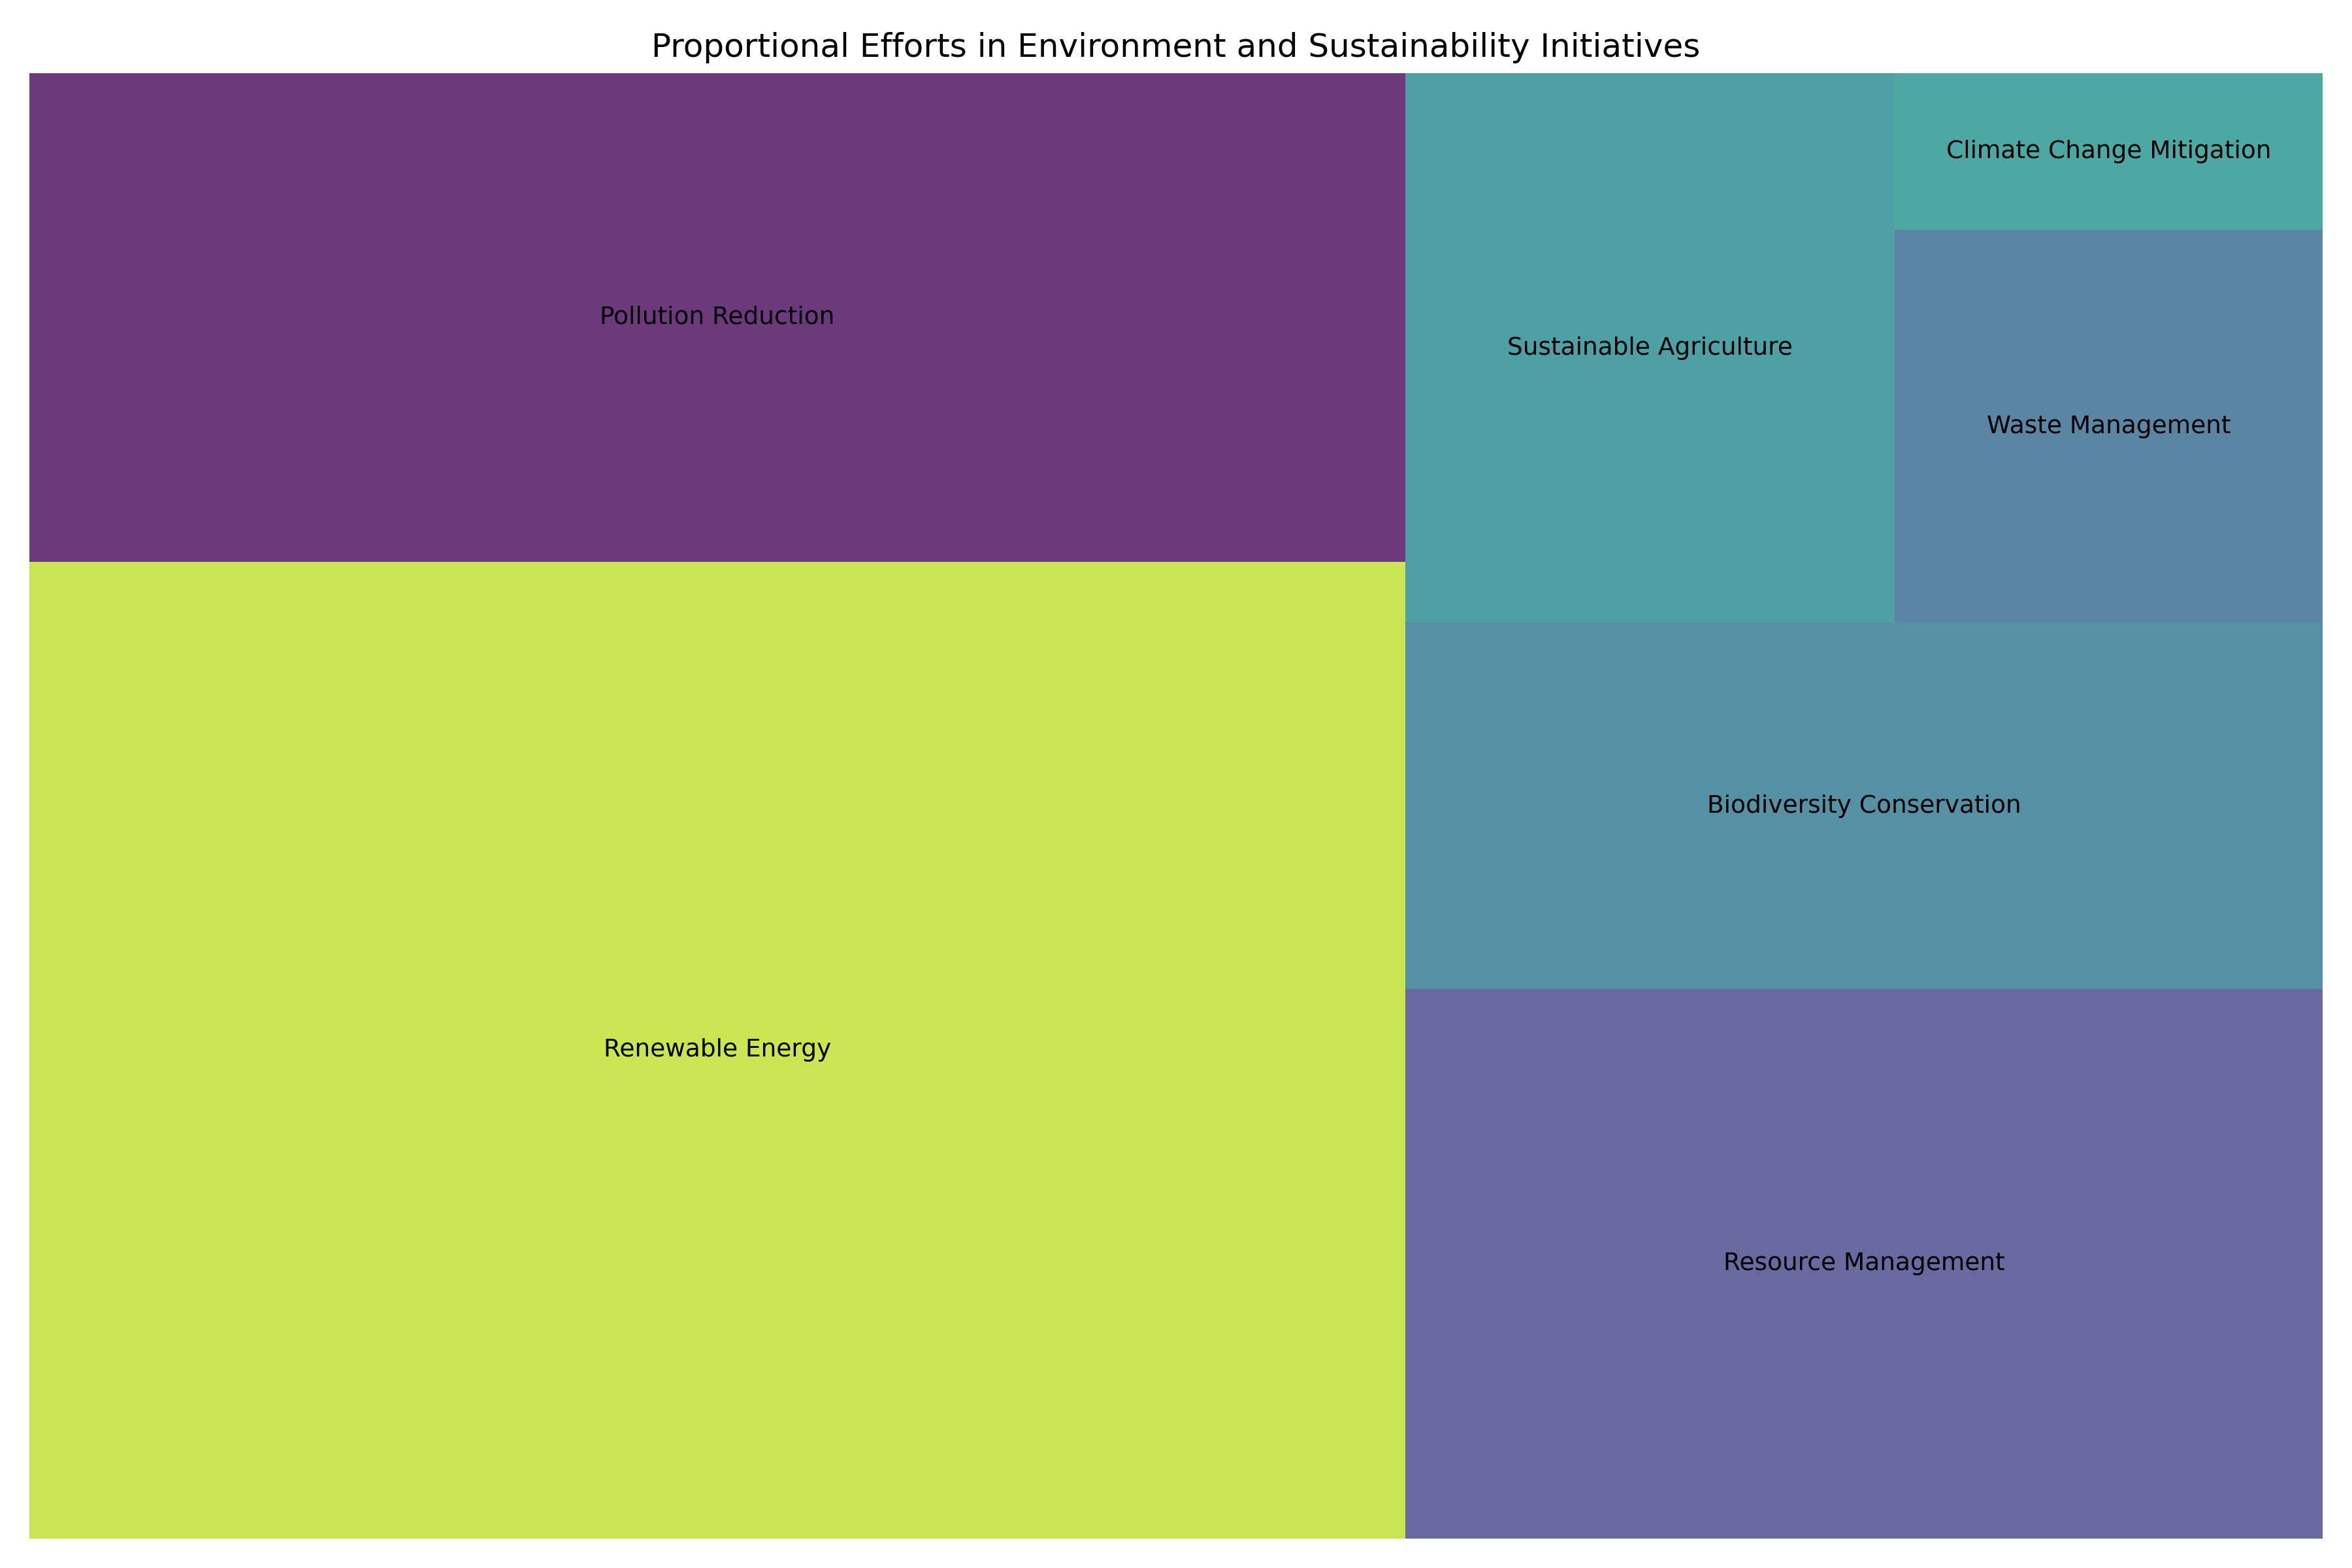 Proportional Efforts in Environment and Sustainability Initiatives
Pollution Reduction
Sustainable Agriculture
Climate Change Mitigation
Waste Management
Biodiversity Conservation
Renewable Energy
Resource Management